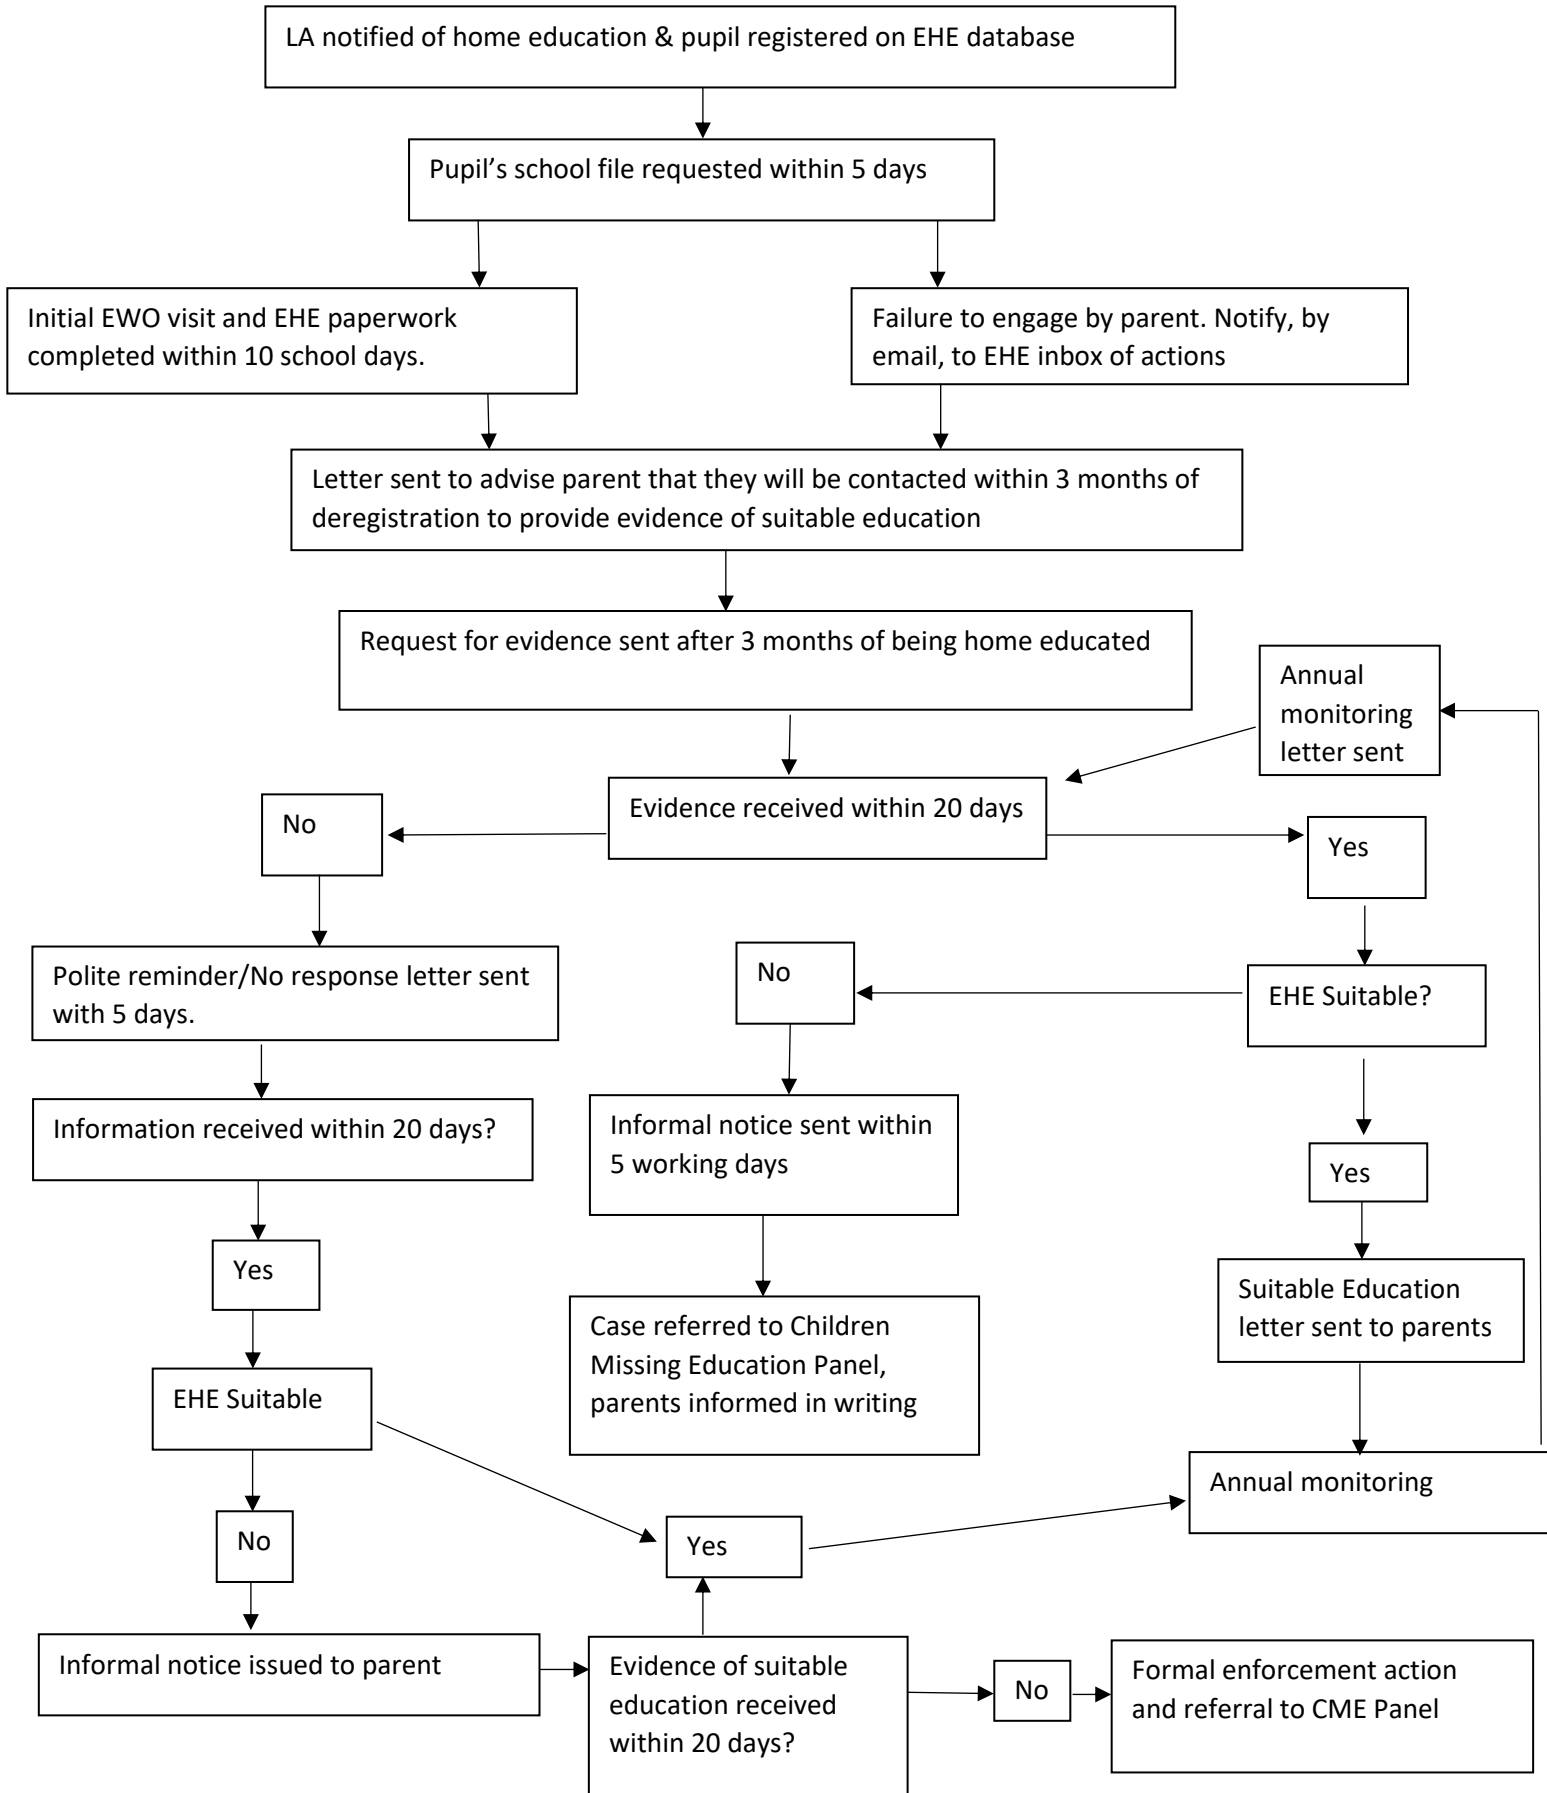 LA notified of home education & pupil registered on EHE database
Pupil’s school file requested within 5 days
Initial EWO visit and EHE paperwork
completed within 10 school days.
Failure to engage by parent. Notify, by
email, to EHE inbox of actions
Letter sent to advise parent that they will be contacted within 3 months of
deregistration to provide evidence of suitable education
Request for evidence sent after 3 months of being home educated
Annual
monitoring
letter sent
Evidence received within 20 days
No
Yes
Polite reminder/No response letter sent
with 5 days.
No
EHE Suitable?
Information received within 20 days?
Informal notice sent within
5 working days
Yes
Yes
Suitable Education
letter sent to parents
Case referred to Children
Missing Education Panel,
parents informed in writing
EHE Suitable
Annual monitoring
No
Yes
Informal notice issued to parent
Evidence of suitable
education received
within 20 days?
No
Formal enforcement action
and referral to CME Panel